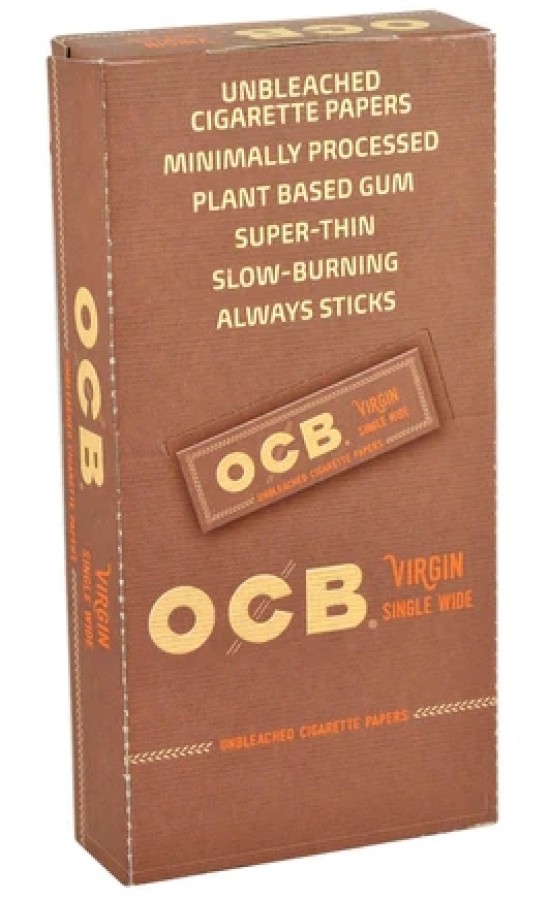 OCB
UNBLEACHED
CIGARETTE PAPERS
MINIMALLY PROCESSED
PLANT BASED GUM
SUPER-THIN
SLOW-BURNING
ALWAYS STICKS
OCB® VIRGIN
SINGLE WIDE
UNBLEACHED CIGARETTE PAPERS
OCB® VIRGIN
SINGLE WIDE
UNBLEACHED CIGARETTE PAPERS
OCB® VIRGIN
SINGLE WIDE
UNBLEACHED CIGARETTE PAPERS